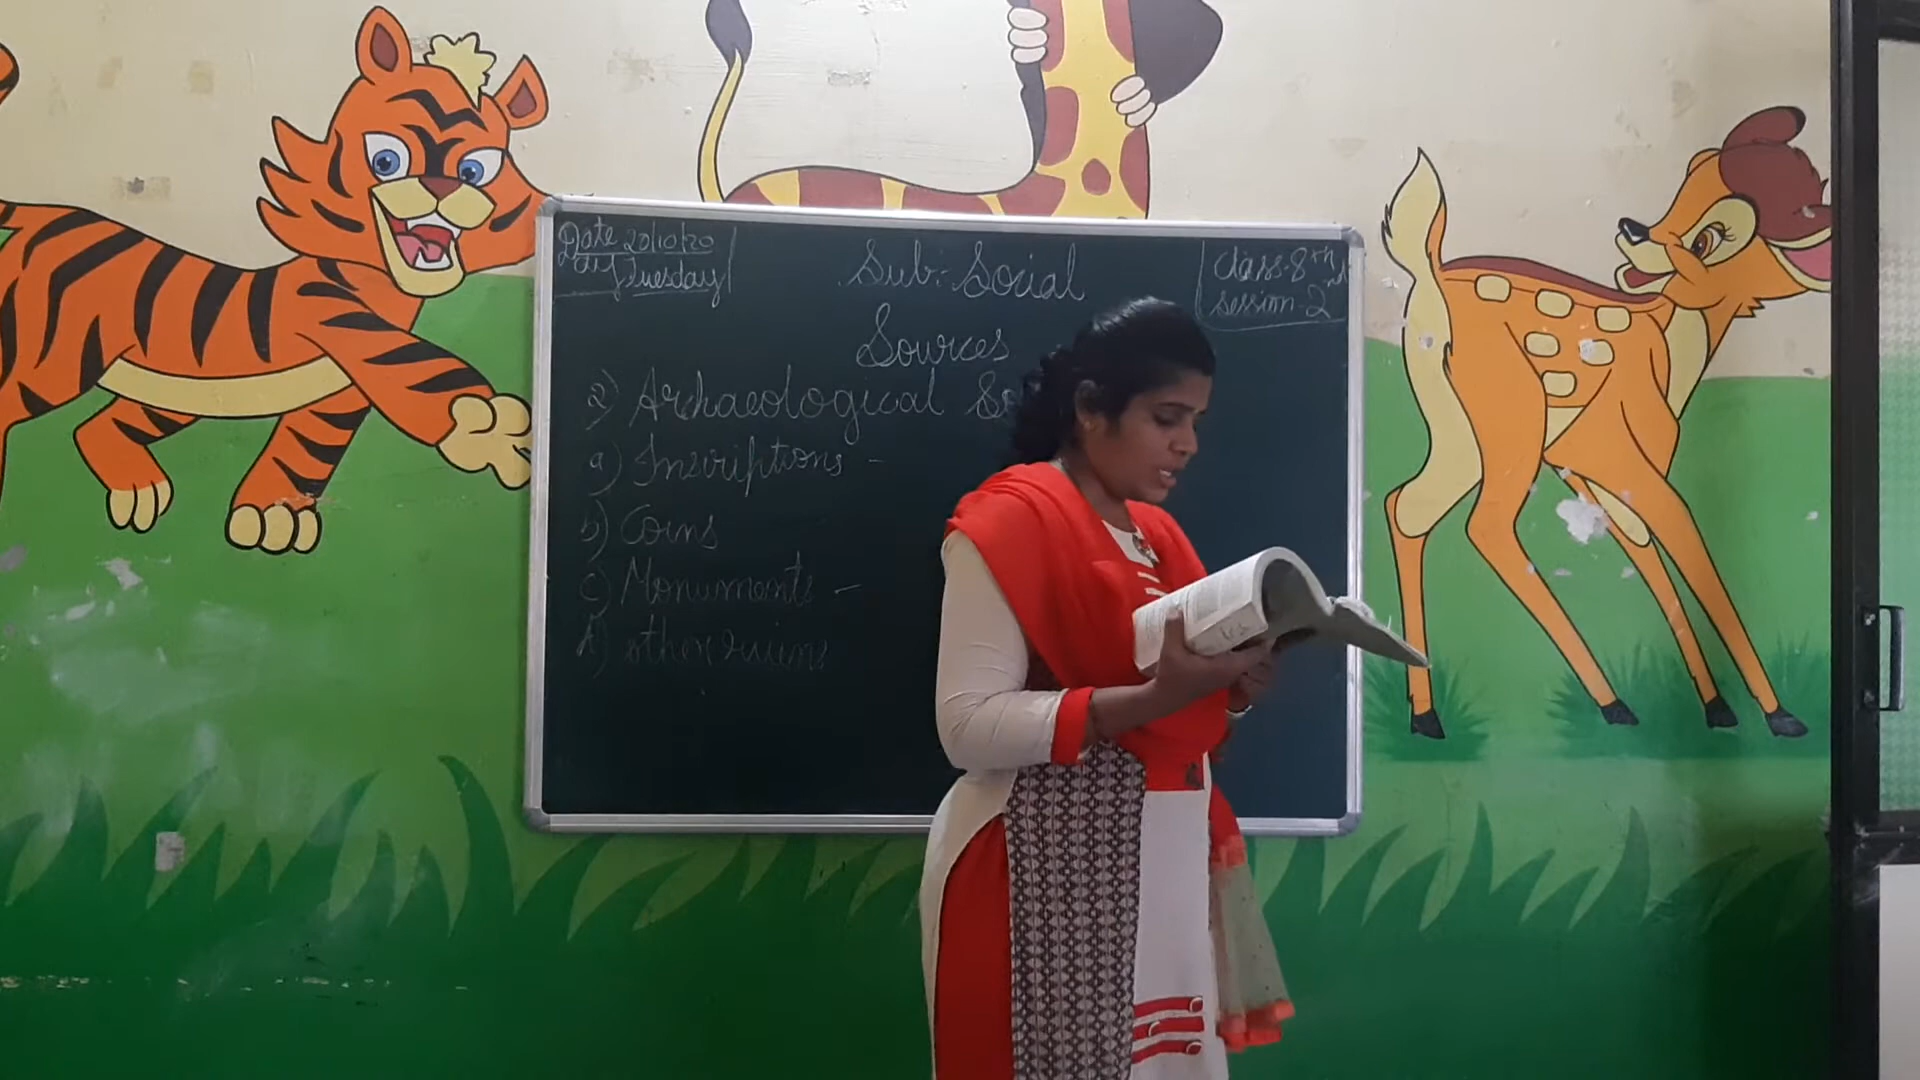 Date 20/10/20
Day Tuesday
Sub:- Social
Class-8th
Session-2nd
Sources
2) Archaeological
a) Inscriptions -
b) Coins
c) Monuments -
d) other ruins